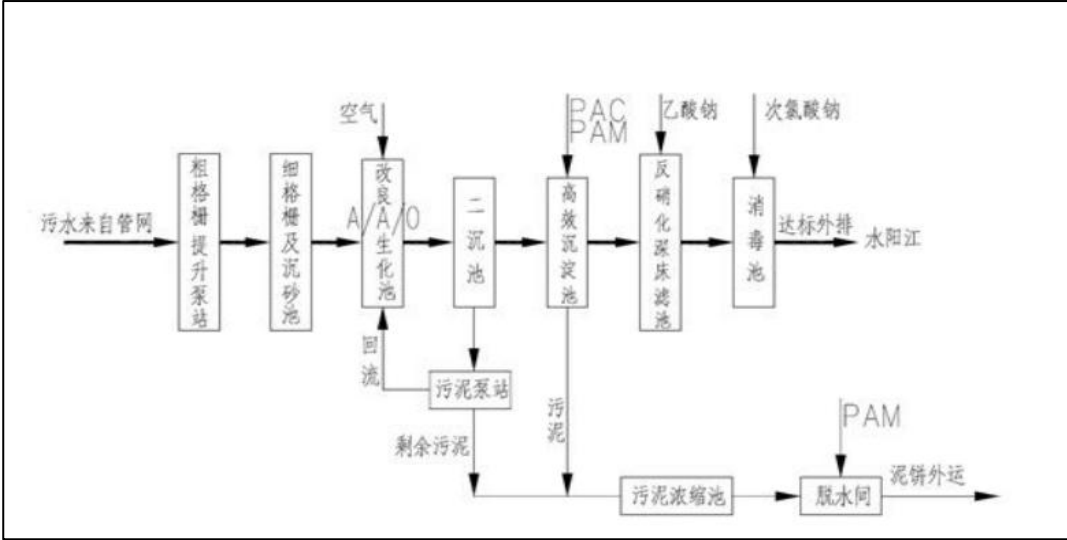 空气
PAC
PAM
乙酸钠
次氯酸钠
污水来自管网
粗格栅提升泵站
细格栅及沉砂池
改良A/A/O生化池
二沉池
高效沉淀池
反硝化深床滤池
消毒池
达标外排
水阳江
回流
污泥泵站
剩余污泥
污泥
PAM
污泥浓缩池
脱水间
泥饼外运